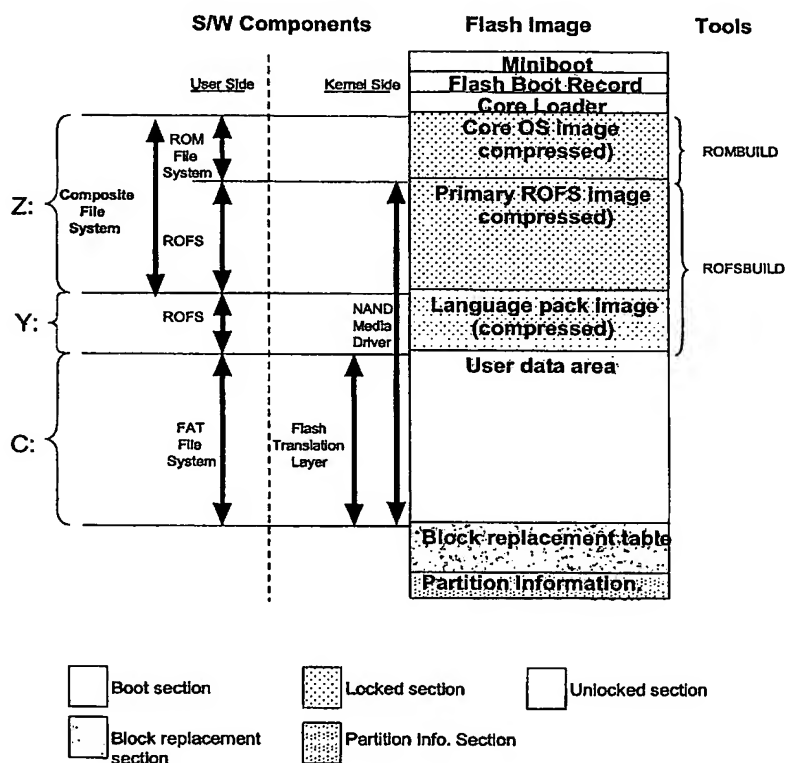 S/W Components
Flash Image
Tools
User Side
Kernel Side
Miniboot
Flash Boot Record
Core Loader
Core OS Image
compressed)
ROM
File
System
ROMBUILD
Z:
Composite
File
System
ROFS
Primary ROFS image
compressed)
ROFSBUILD
Y:
ROFS
NAND
Media
Driver
Language pack image
(compressed)
User data area
C:
FAT
File
System
Flash
Translation
Layer
Block replacement table
Partition Information.
Boot section
Locked section
Unlocked section
Block replacement
section
Partition Info. Section